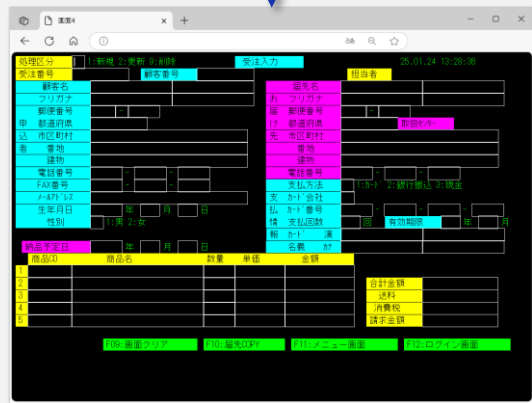 画面4
処理区分 1:新規 2:更新 9:削除 受注入力 25.01.24 13:28:36
受注番号 顧客番号 担当者
顧客名 届先名
フリガナ お フリガナ
郵便番号 - 届 郵便番号 -
申 都道府県 け 都道府県 取扱センター
込 市区町村 先 市区町村
者 番地 番地
建物 建物
電話番号 - - 電話番号 - -
FAX番号 - - 支払方法 1:カード 2:銀行振込 3:現金
メールアドレス 支 カード会社
生年月日 年 月 日 払 カード番号 - - -
性別 1:男 2:女 情 支払回数 回 有効期限 年 月
報 カード 漢
納品予定日 年 月 日 名義 カナ
商品CD 商品名 数量 単価 金額
1
2 合計金額
3 送料
4 消費税
5 請求金額
F09:画面クリア F10:届先COPY F11:メニュー画面 F12:ログイン画面